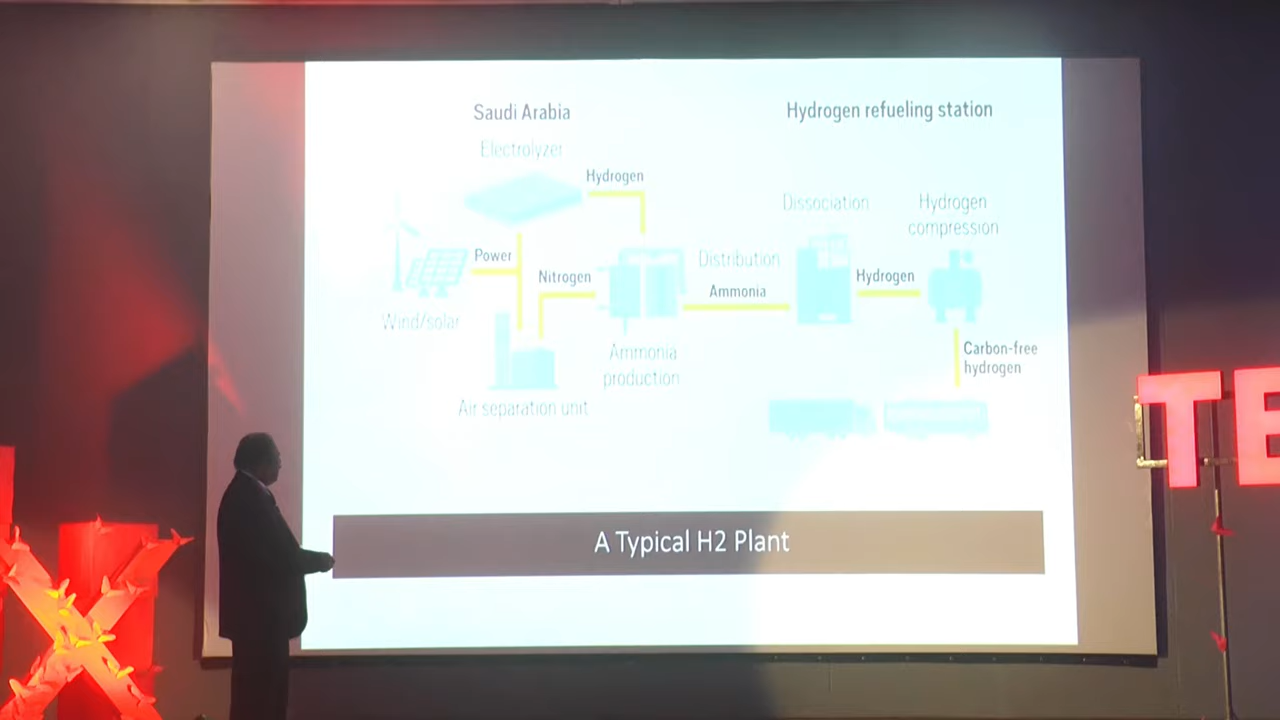 Saudi Arabia
Hydrogen refueling station
Electrolyzer
Hydrogen
Dissociation
Hydrogen
compression
Power
Nitrogen
Distribution
Ammonia
Hydrogen
Wind/solar
Ammonia
production
Carbon-free
hydrogen
Air separation unit
A Typical H2 Plant
X
TE